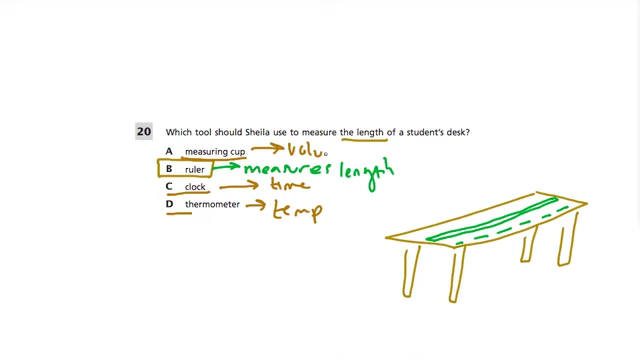 20 Which tool should Sheila use to measure the length of a student's desk?
A measuring cup → volu
B ruler → measures length
C clock → time
D thermometer → temp